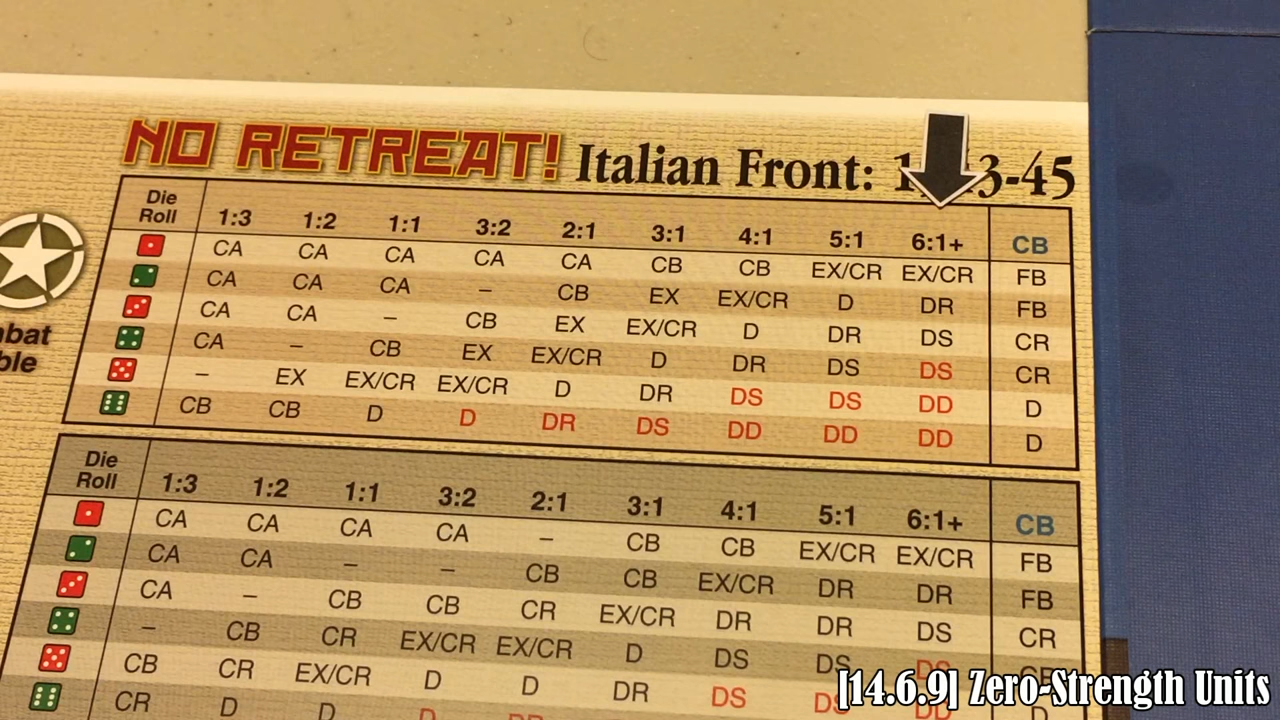 NO RETREAT! Italian Front: 1943-45
Die Roll 1:3 1:2 1:1 3:2 2:1 3:1 4:1 5:1 6:1+ CB
CA CA CA CA CA CB CB EX/CR EX/CR FB
CA CA CA – CB EX EX/CR D DR FB
CA CA – CB EX EX/CR D DR DS CR
CA – CB EX EX/CR D DR DS DS CR
– EX EX/CR EX/CR D DR DS DS DD D
CB CB D D DR DS DD DD DD D
Die Roll 1:3 1:2 1:1 3:2 2:1 3:1 4:1 5:1 6:1+ CB
CA CA CA CA – CB CB EX/CR EX/CR FB
CA CA – – CB CB EX/CR DR DR FB
CA – CB CB CR EX/CR DR DR DS CR
– CB CR EX/CR EX/CR D DS DS DS CR
CB CR EX/CR D D DR DS DS DD D
CR D D
[14.6.9] Zero-Strength Units